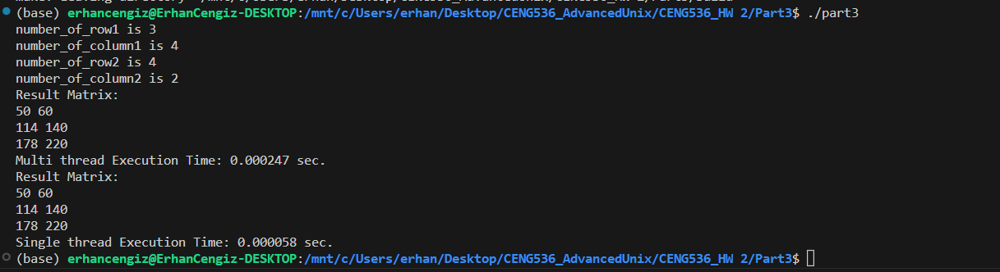 (base) erhancengiz@ErhanCengiz-DESKTOP:/mnt/c/Users/erhan/Desktop/CENG536_AdvancedUnix/CENG536_HW 2/Part3$ ./part3
number_of_row1 is 3
number_of_column1 is 4
number_of_row2 is 4
number_of_column2 is 2
Result Matrix:
50 60
114 140
178 220
Multi thread Execution Time: 0.000247 sec.
Result Matrix:
50 60
114 140
178 220
Single thread Execution Time: 0.000058 sec.
(base) erhancengiz@ErhanCengiz-DESKTOP:/mnt/c/Users/erhan/Desktop/CENG536_AdvancedUnix/CENG536_HW 2/Part3$